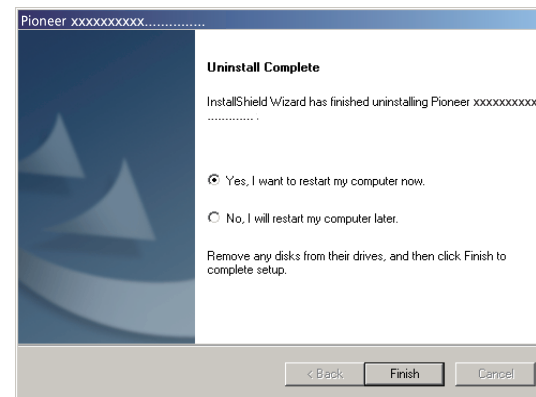 Pioneer xxxxxxxxxx...............
Uninstall Complete
InstallShield Wizard has finished uninstalling Pioneer xxxxxxxxxx
............. .
Yes, I want to restart my computer now.
No, I will restart my computer later.
Remove any disks from their drives, and then click Finish to
complete setup.
< Back Finish Cancel